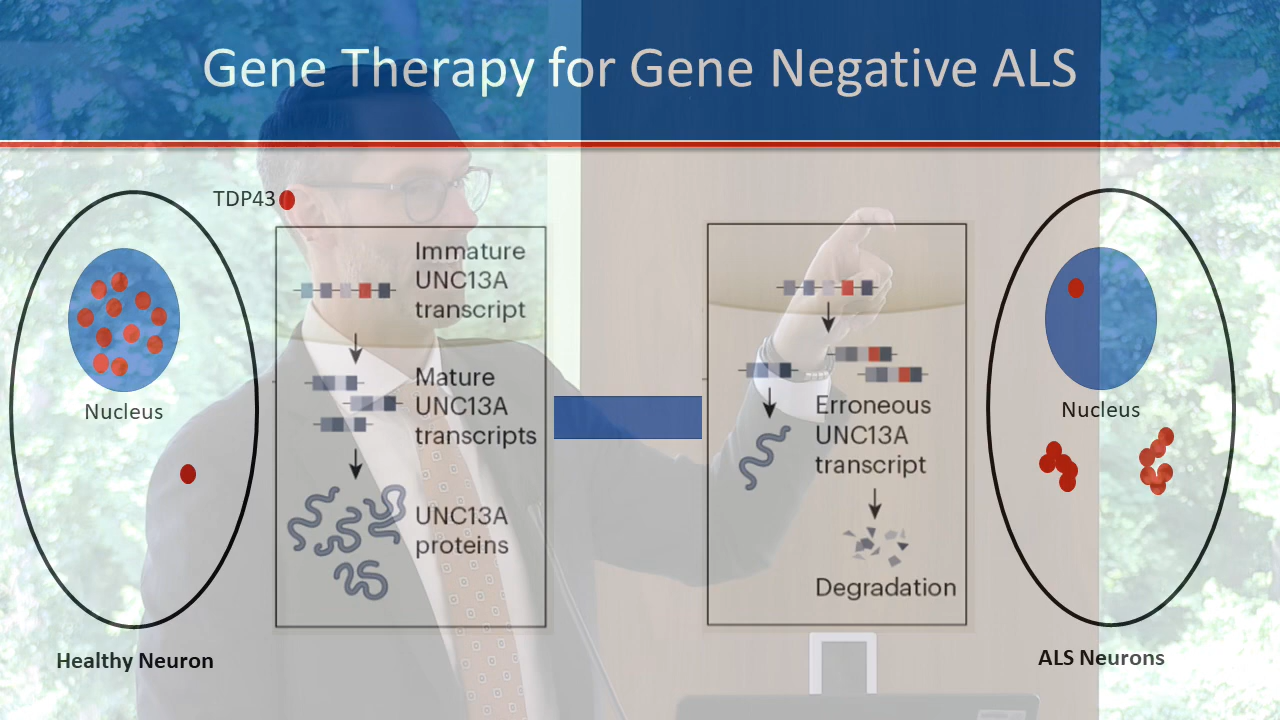 Gene Therapy for Gene Negative ALS
TDP43
Nucleus
Healthy Neuron
Immature
UNC13A
transcript
Mature
UNC13A
transcripts
UNC13A
proteins
Erroneous
UNC13A
transcript
Degradation
Nucleus
ALS Neurons